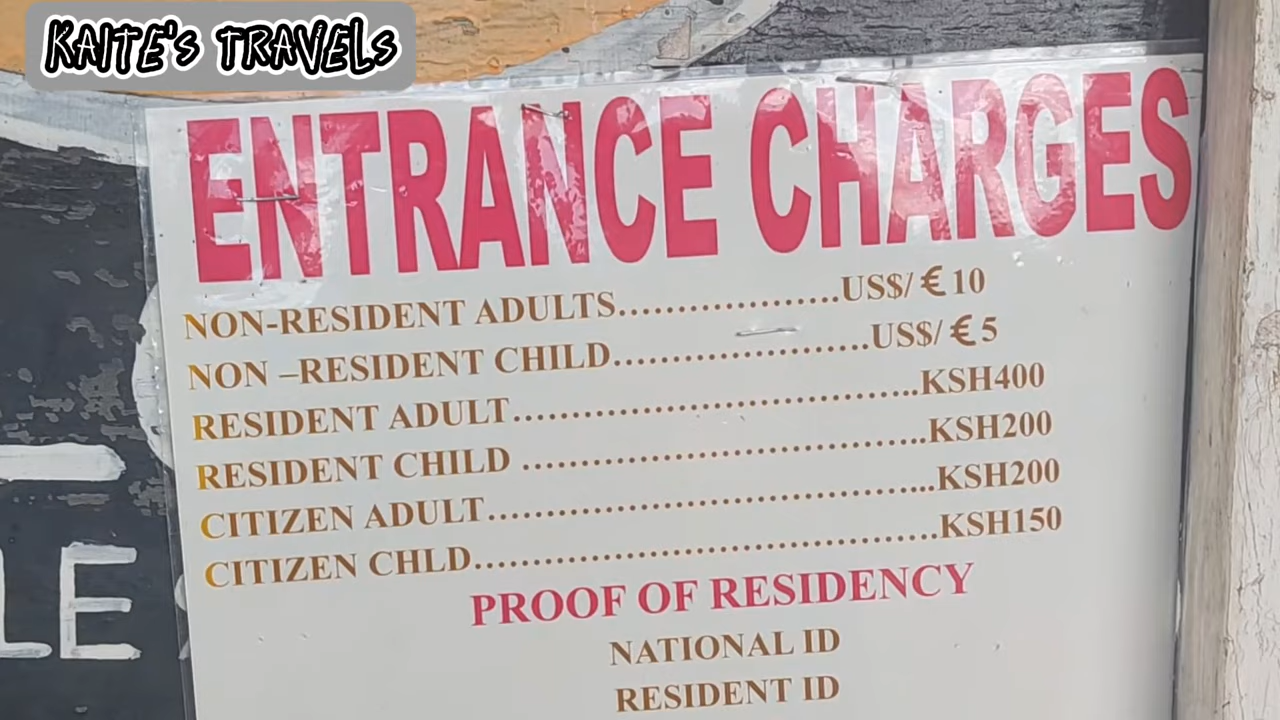 KAITE'S TRAVELS
ENTRANCE CHARGES
NON-RESIDENT ADULTS....................US$/€10
NON –RESIDENT CHILD.......................US$/€5
RESIDENT ADULT....................................KSH400
RESIDENT CHILD ....................................KSH200
CITIZEN ADULT.......................................KSH200
CITIZEN CHLD.........................................KSH150
PROOF OF RESIDENCY
NATIONAL ID
RESIDENT ID
LE